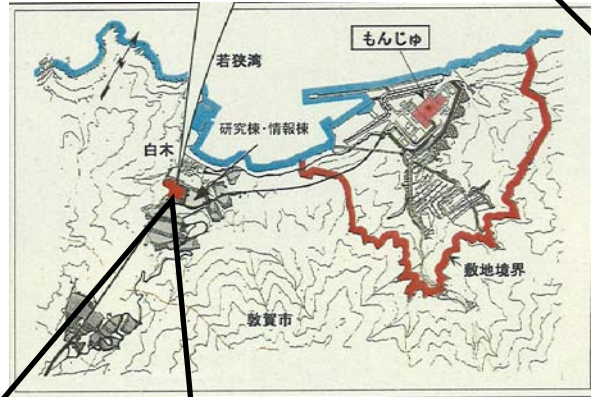 もんじゅ
若狭湾
研究棟・情報棟
白木
敷地境界
敦賀市